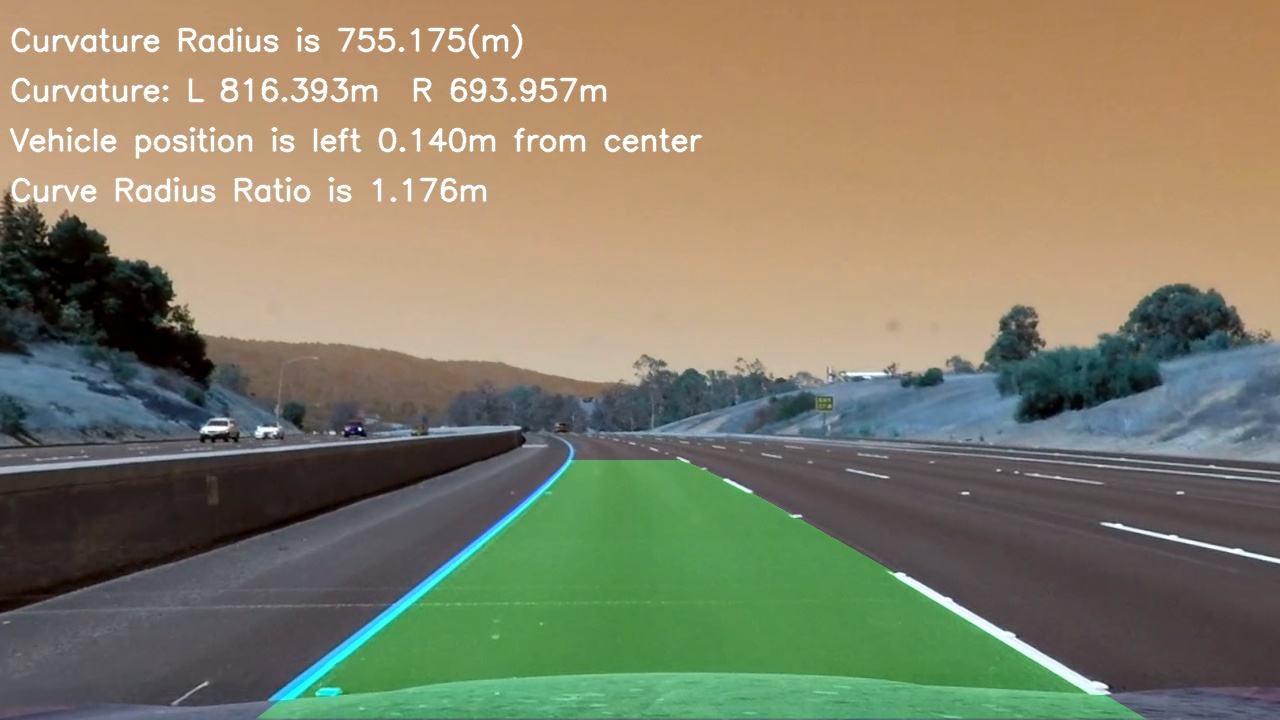 Curvature Radius is 755.175(m)
Curvature: L 816.393m R 693.957m
Vehicle position is left 0.140m from center
Curve Radius Ratio is 1.176m